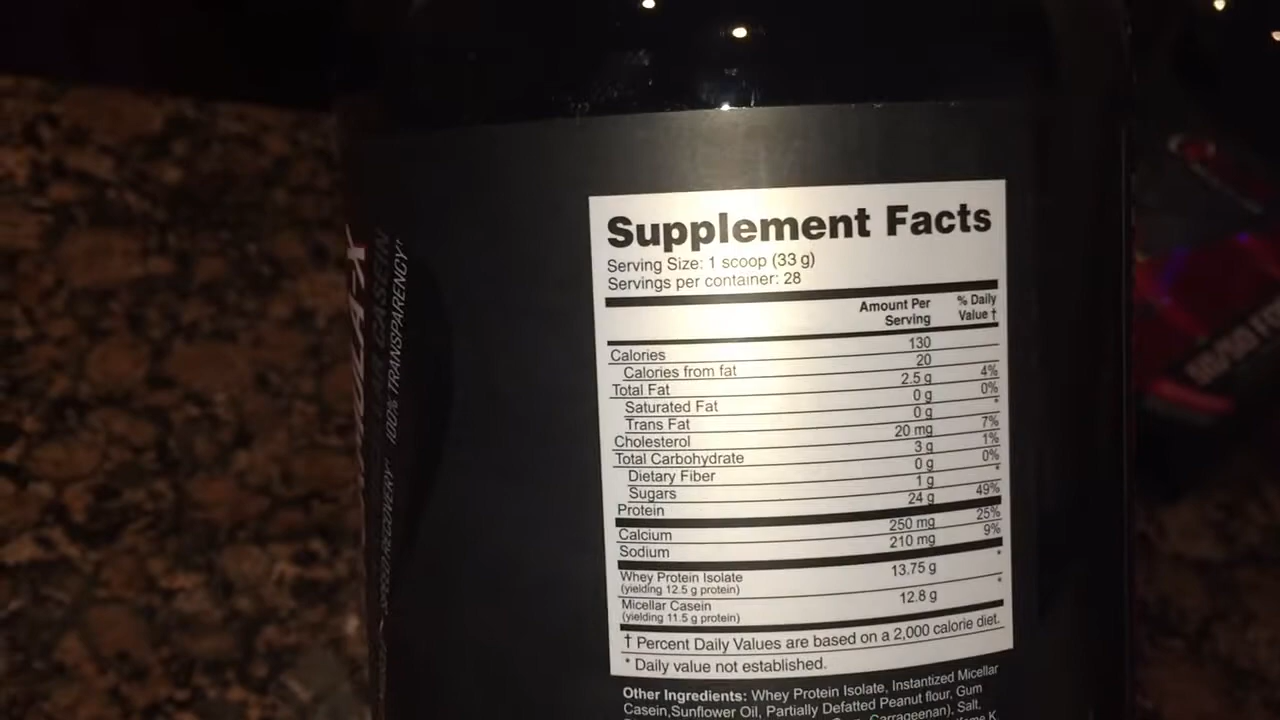 Supplement Facts
Serving Size: 1 scoop (33 g)
Servings per container: 28
Amount Per Serving % Daily Value †
Calories 130
Calories from fat 20
Total Fat 2.5 g 4%
Saturated Fat 0 g 0%
Trans Fat 0 g *
Cholesterol 20 mg 7%
Total Carbohydrate 3 g 1%
Dietary Fiber 0 g 0%
Sugars 1 g *
Protein 24 g 49%
Calcium 250 mg 25%
Sodium 210 mg 9%
Whey Protein Isolate 13.75 g *
(yielding 12.5 g protein)
Micellar Casein 12.8 g *
(yielding 11.5 g protein)
† Percent Daily Values are based on a 2,000 calorie diet.
* Daily value not established.
Other Ingredients: Whey Protein Isolate, Instantized Micellar
Casein,Sunflower Oil, Partially Defatted Peanut flour, Gum
Carrageenan), Salt,
CASEIN
100% TRANSPARENCY